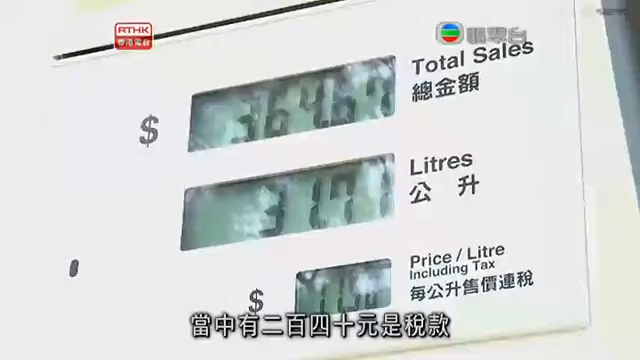 RTHK
香港電台
翡翠台
Total Sales
總金額
$
Litres
公升
Price / Litre
Including Tax
每公升售價連稅
$
當中有二百四十元是稅款